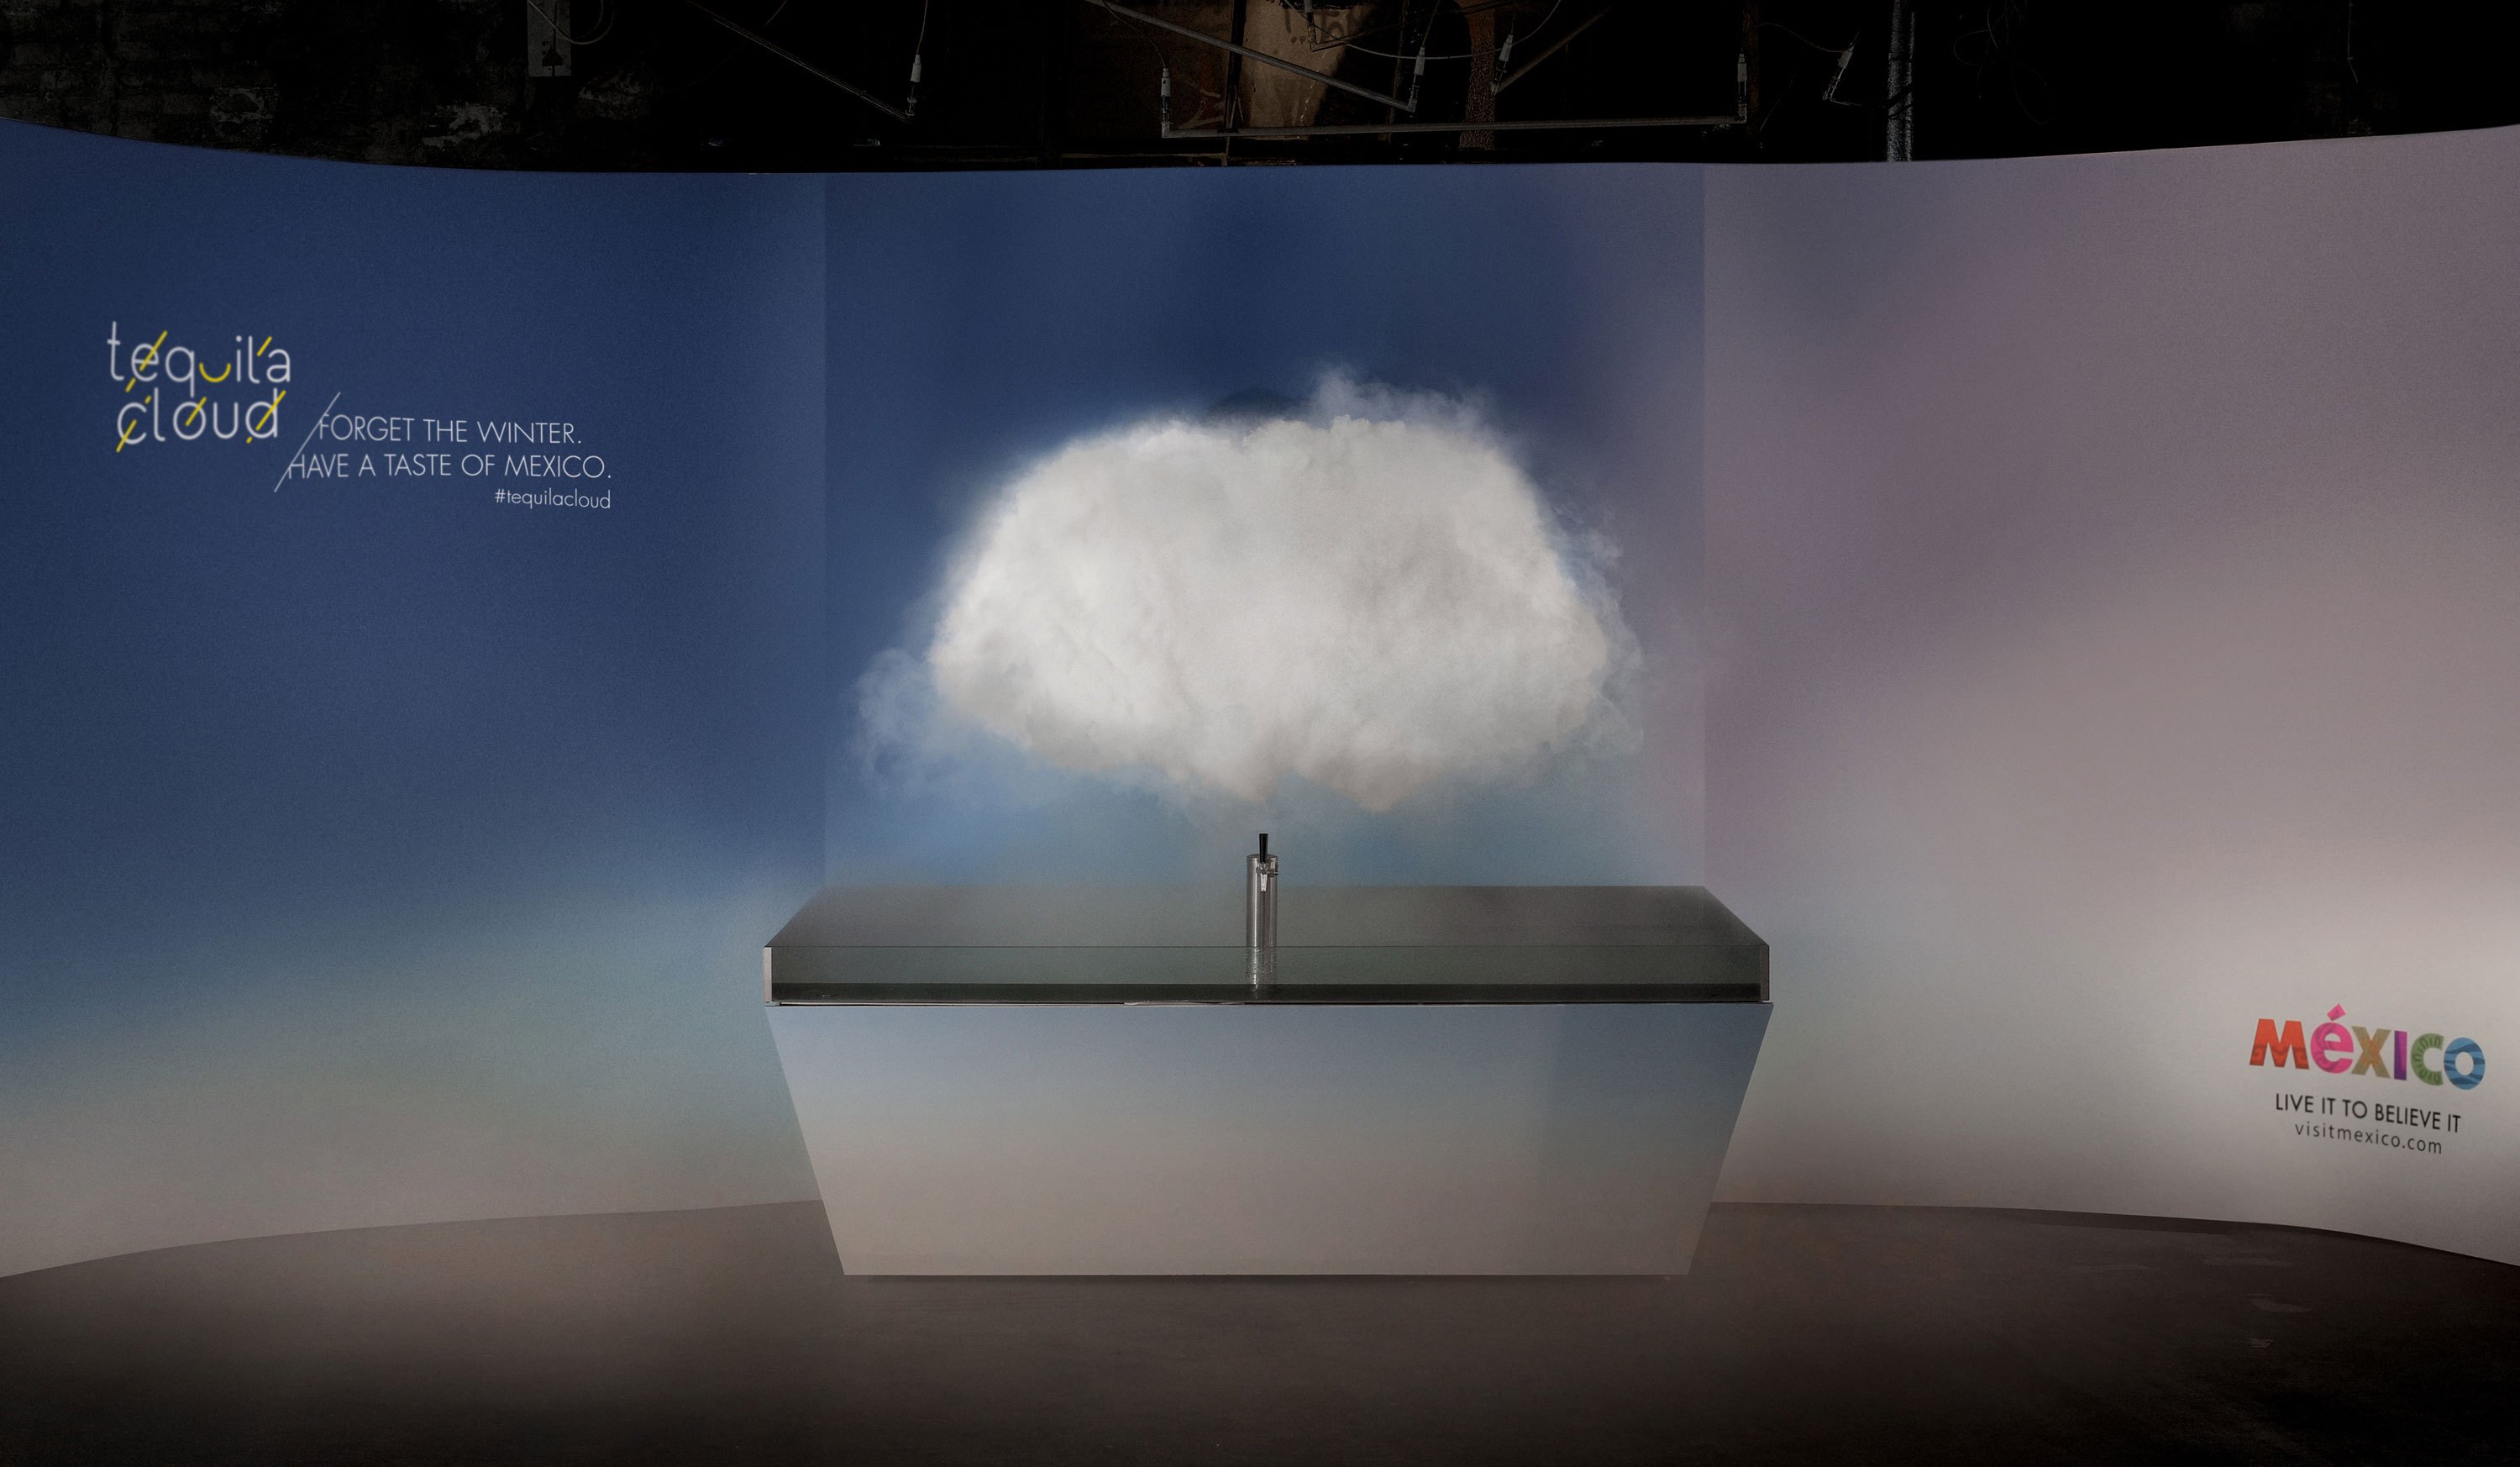 tequila
cloud
FORGET THE WINTER.
HAVE A TASTE OF MEXICO.
#tequilacloud
MéXICO
LIVE IT TO BELIEVE IT
visitmexico.com